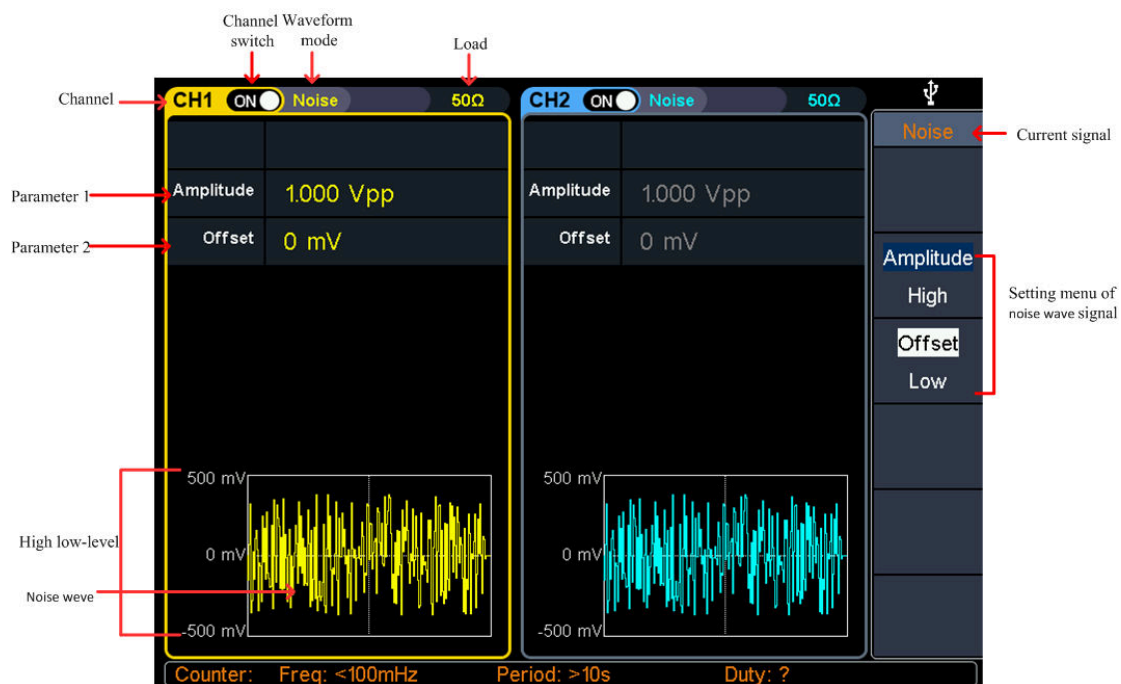 Channel Waveform
switch mode Load
Channel CH1 ON Noise 50Ω CH2 ON Noise 50Ω
Noise Current signal
Parameter 1 Amplitude 1.000 Vpp Amplitude 1.000 Vpp
Parameter 2 Offset 0 mV Offset 0 mV
Amplitude
High
Setting menu of
noise wave signal
Offset
Low
500 mV 500 mV
High low-level
0 mV 0 mV
Noise weve
-500 mV -500 mV
Counter: Freq: <100mHz Period: >10s Duty: ?